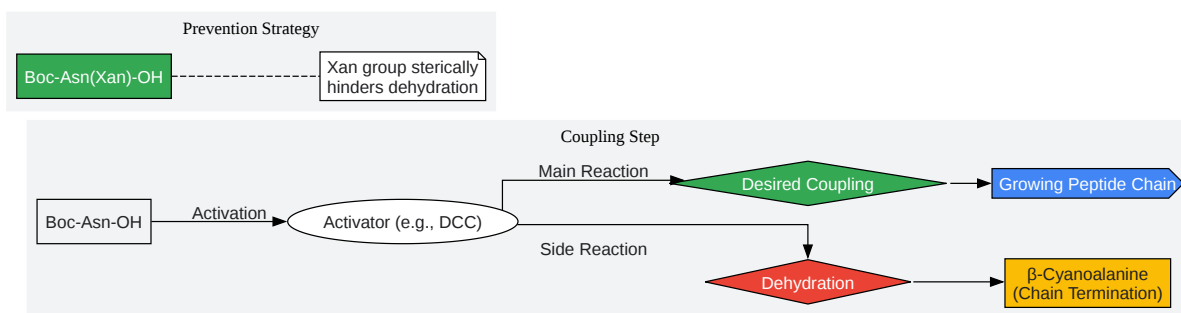 Prevention Strategy
Boc-Asn(Xan)-OH
Xan group sterically
hinders dehydration
Coupling Step
Main Reaction
Desired Coupling
Growing Peptide Chain
Boc-Asn-OH
Activation
Activator (e.g., DCC)
Side Reaction
Dehydration
β-Cyanoalanine
(Chain Termination)